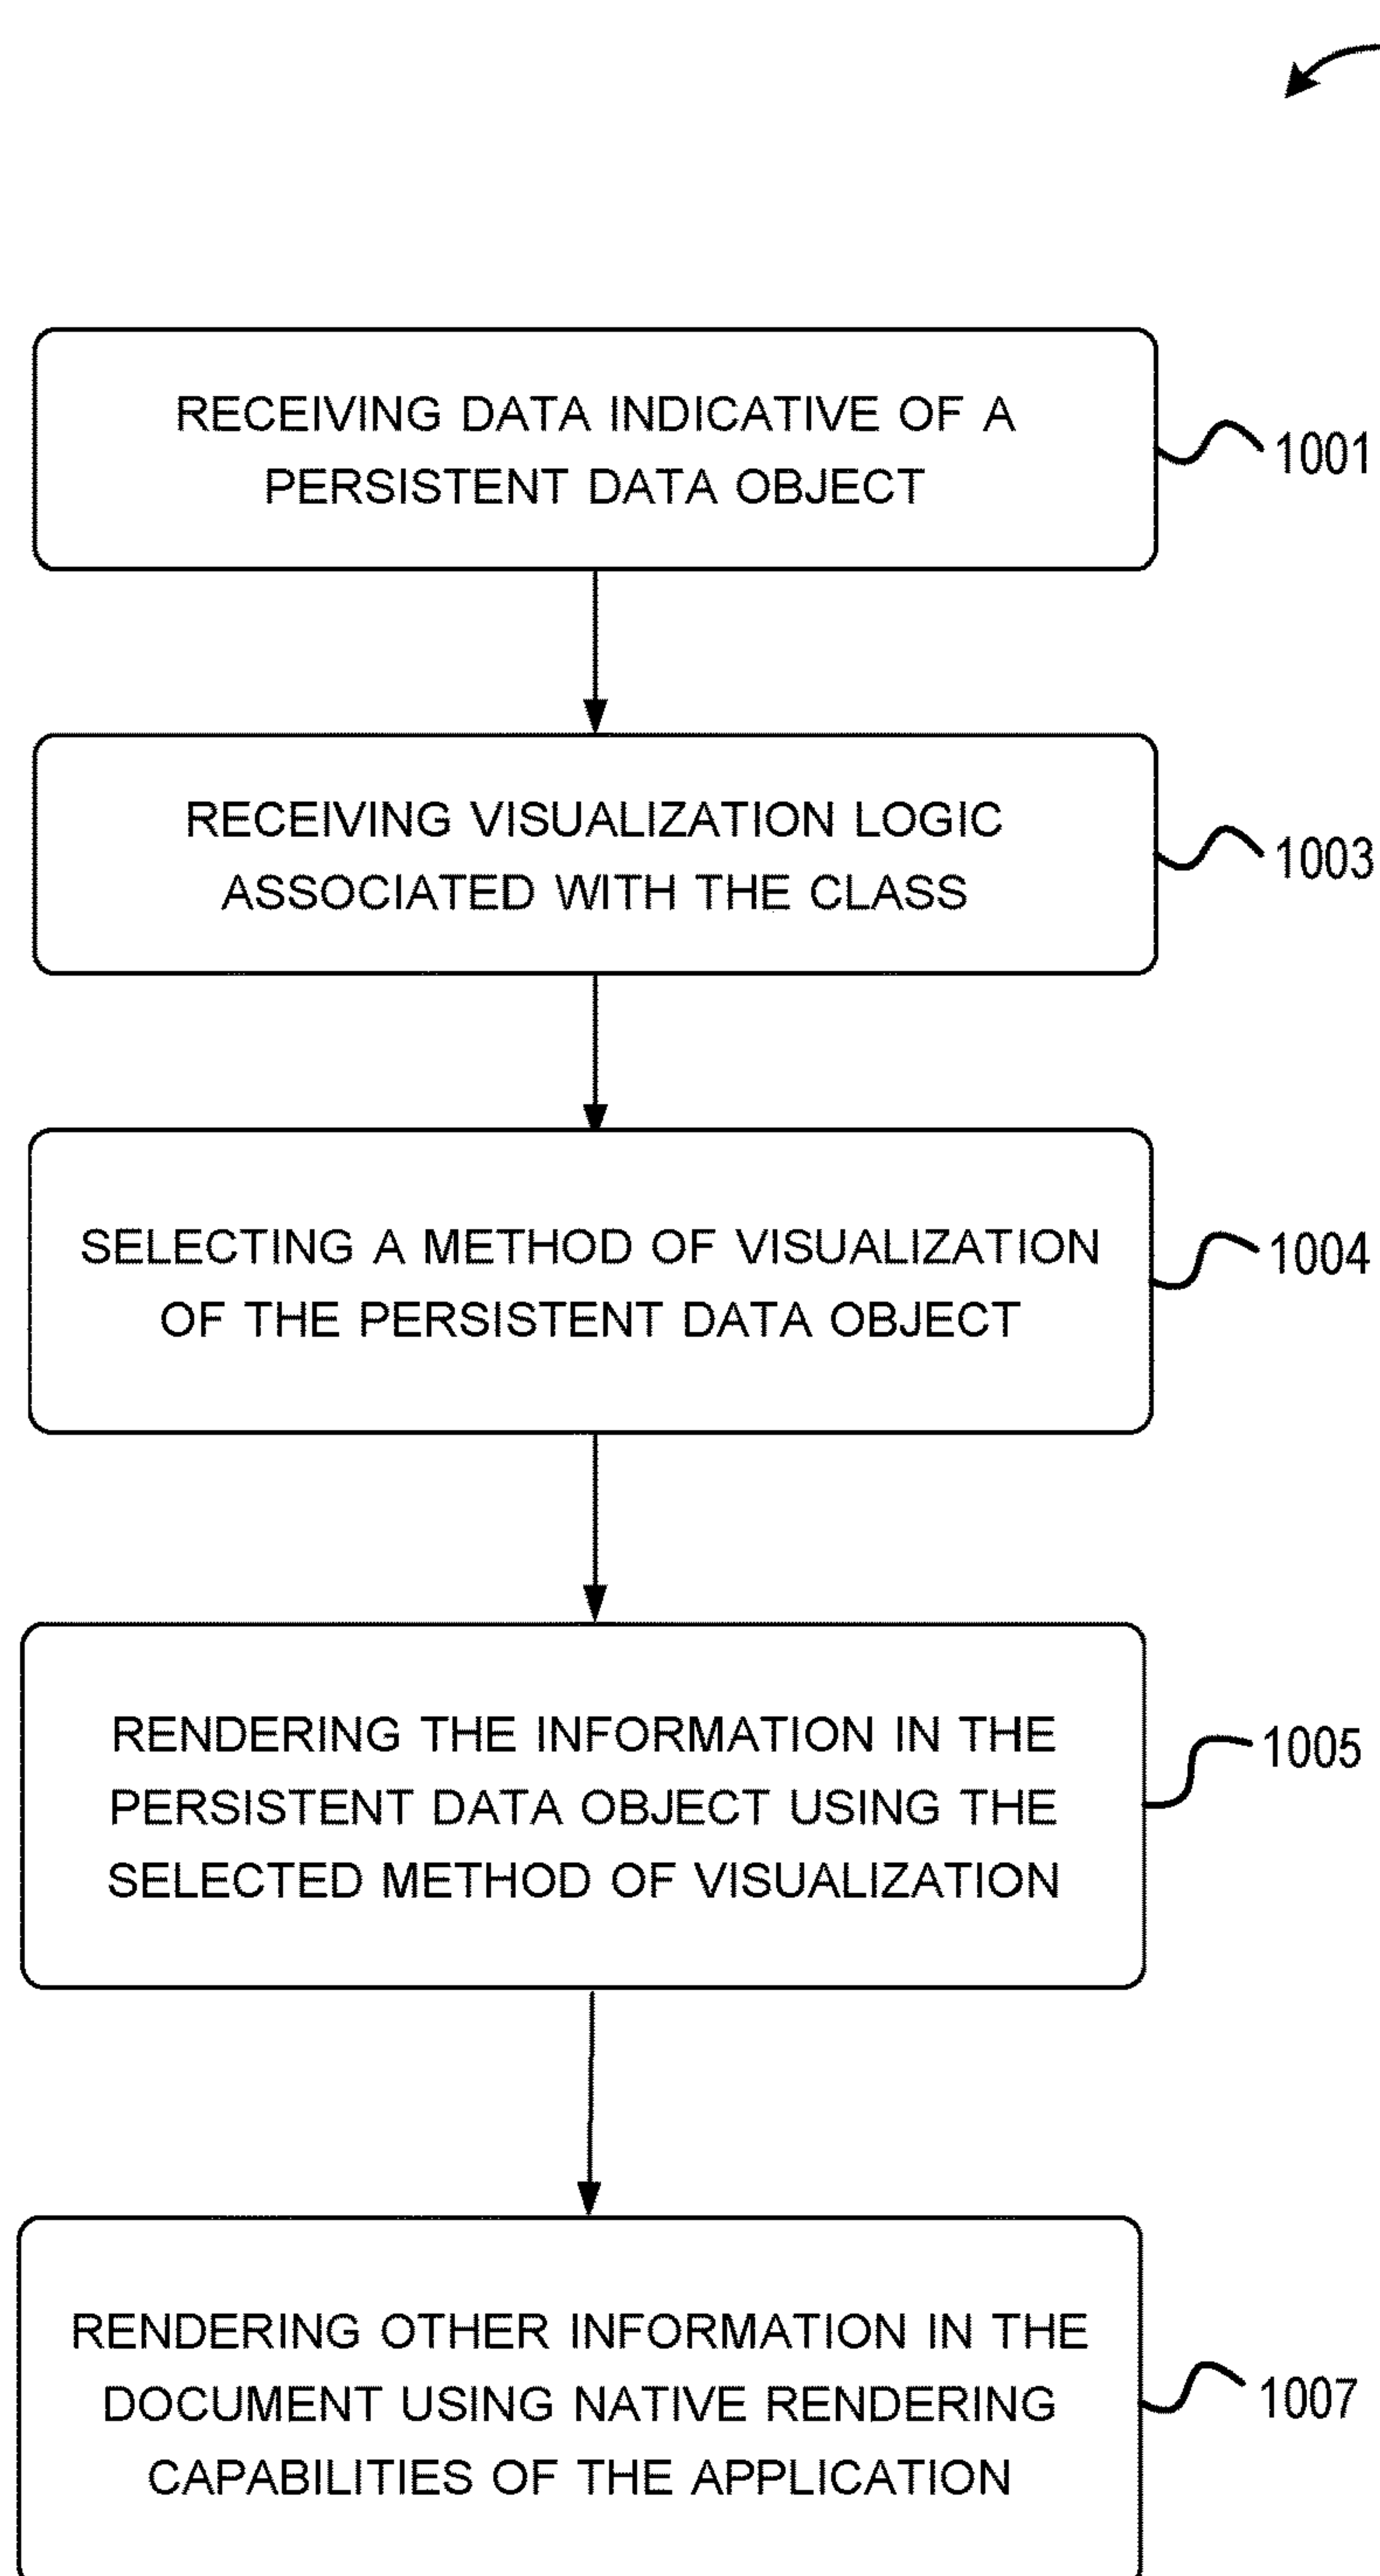 RECEIVING DATA INDICATIVE OF A
PERSISTENT DATA OBJECT
1001
RECEIVING VISUALIZATION LOGIC
ASSOCIATED WITH THE CLASS
1003
SELECTING A METHOD OF VISUALIZATION
OF THE PERSISTENT DATA OBJECT
1004
RENDERING THE INFORMATION IN THE
PERSISTENT DATA OBJECT USING THE
SELECTED METHOD OF VISUALIZATION
1005
RENDERING OTHER INFORMATION IN THE
DOCUMENT USING NATIVE RENDERING
CAPABILITIES OF THE APPLICATION
1007